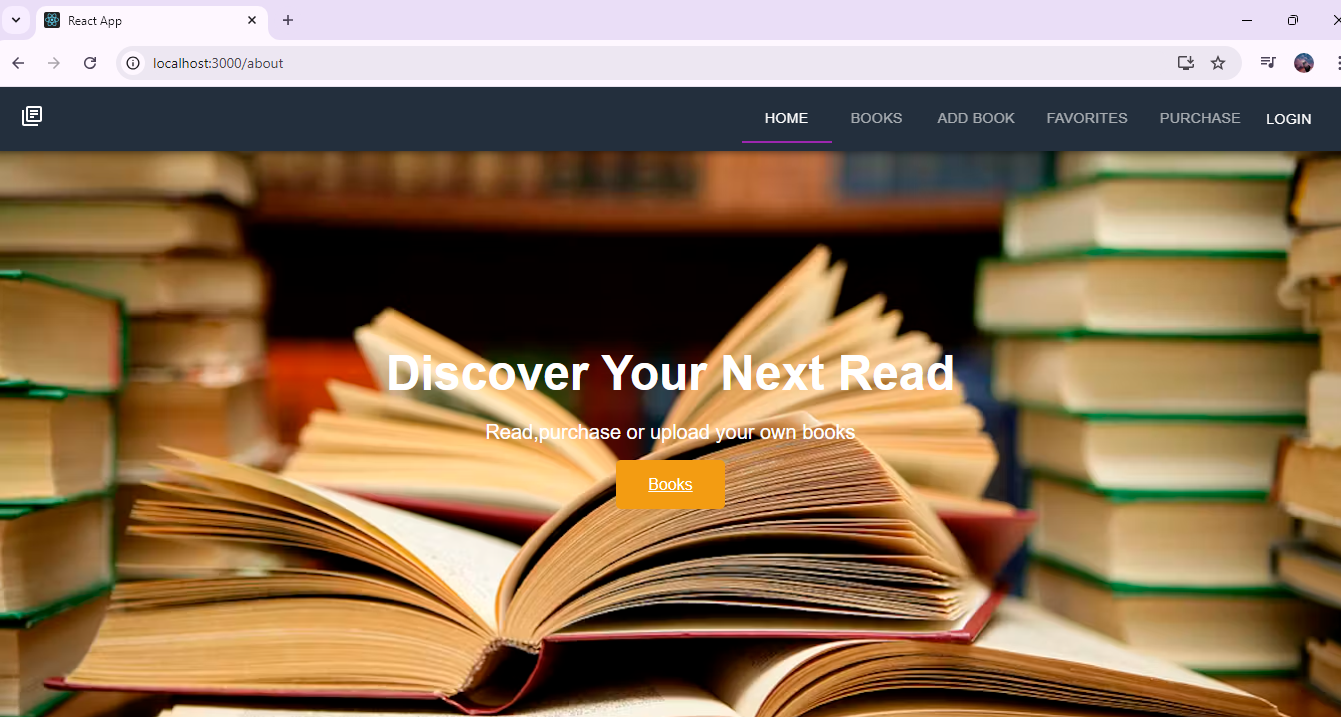 React App
localhost:3000/about
HOME BOOKS ADD BOOK FAVORITES PURCHASE LOGIN
Discover Your Next Read
Read,purchase or upload your own books
Books